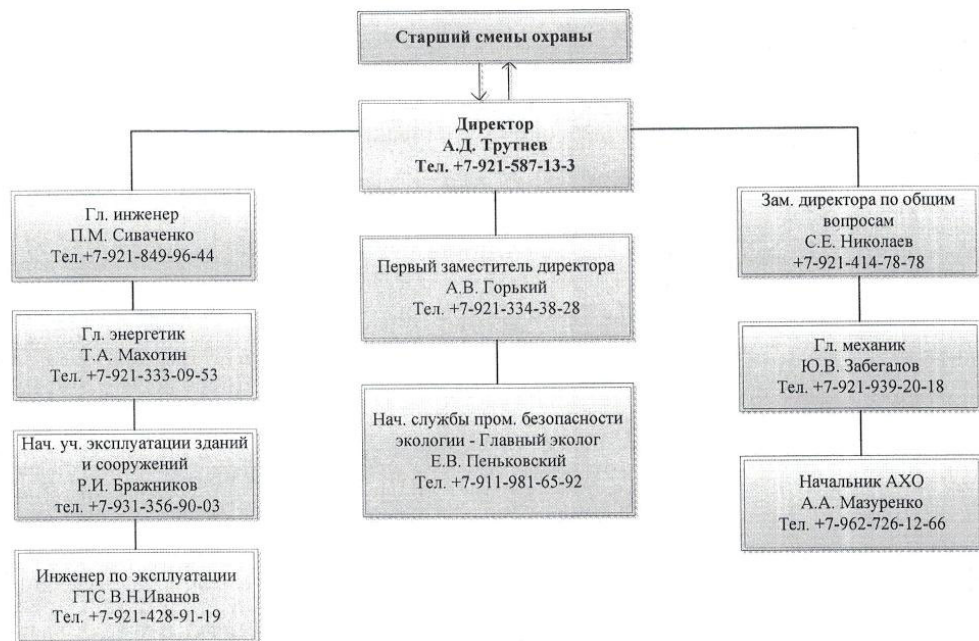 Старший смены охраны
Директор
А.Д. Трутнев
Тел. +7-921-587-13-3
Гл. инженер
П.М. Сиваченко
Тел.+7-921-849-96-44
Гл. энергетик
Т.А. Махотин
Тел. +7-921-333-09-53
Нач. уч. эксплуатации зданий
и сооружений
Р.И. Бражников
тел. +7-931-356-90-03
Инженер по эксплуатации
ГТС В.Н.Иванов
Тел. +7-921-428-91-19
Первый заместитель директора
А.В. Горький
Тел. +7-921-334-38-28
Нач. службы пром. безопасности
экологии - Главный эколог
Е.В. Пеньковский
Тел. +7-911-981-65-92
Зам. директора по общим
вопросам
С.Е. Николаев
+7-921-414-78-78
Гл. механик
Ю.В. Забегалов
Тел. +7-921-939-20-18
Начальник АХО
А.А. Мазуренко
Тел. +7-962-726-12-66